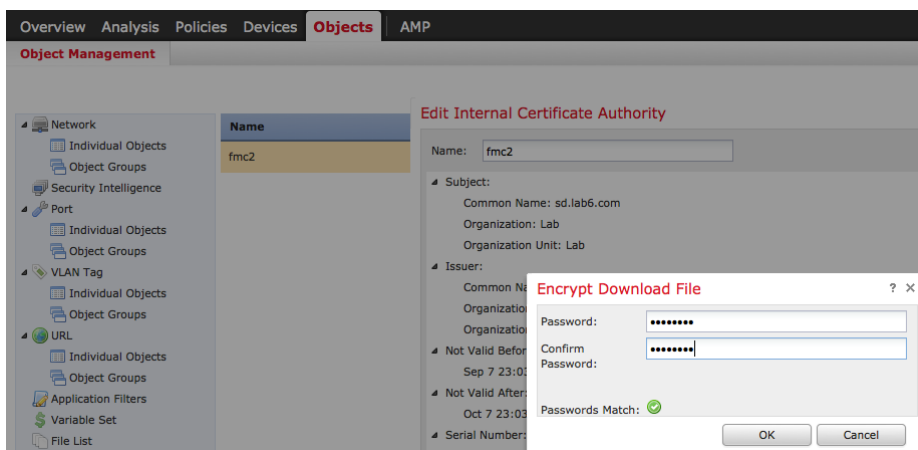 Overview Analysis Policies Devices Objects AMP
Object Management
Network
Individual Objects
Object Groups
Security Intelligence
Port
Individual Objects
Object Groups
VLAN Tag
Individual Objects
Object Groups
URL
Individual Objects
Object Groups
Application Filters
Variable Set
File List
Name
fmc2
Edit Internal Certificate Authority
Name: fmc2
Subject:
Common Name: sd.lab6.com
Organization: Lab
Organization Unit: Lab
Issuer:
Common
Organizatio
Organizatio
Not Valid Befor
Sep 7 23:03
Not Valid After:
Oct 7 23:03
Serial Number:
Encrypt Download File ? ×
Password: ••••••••
Confirm
Password: ••••••••
Passwords Match:
OK Cancel